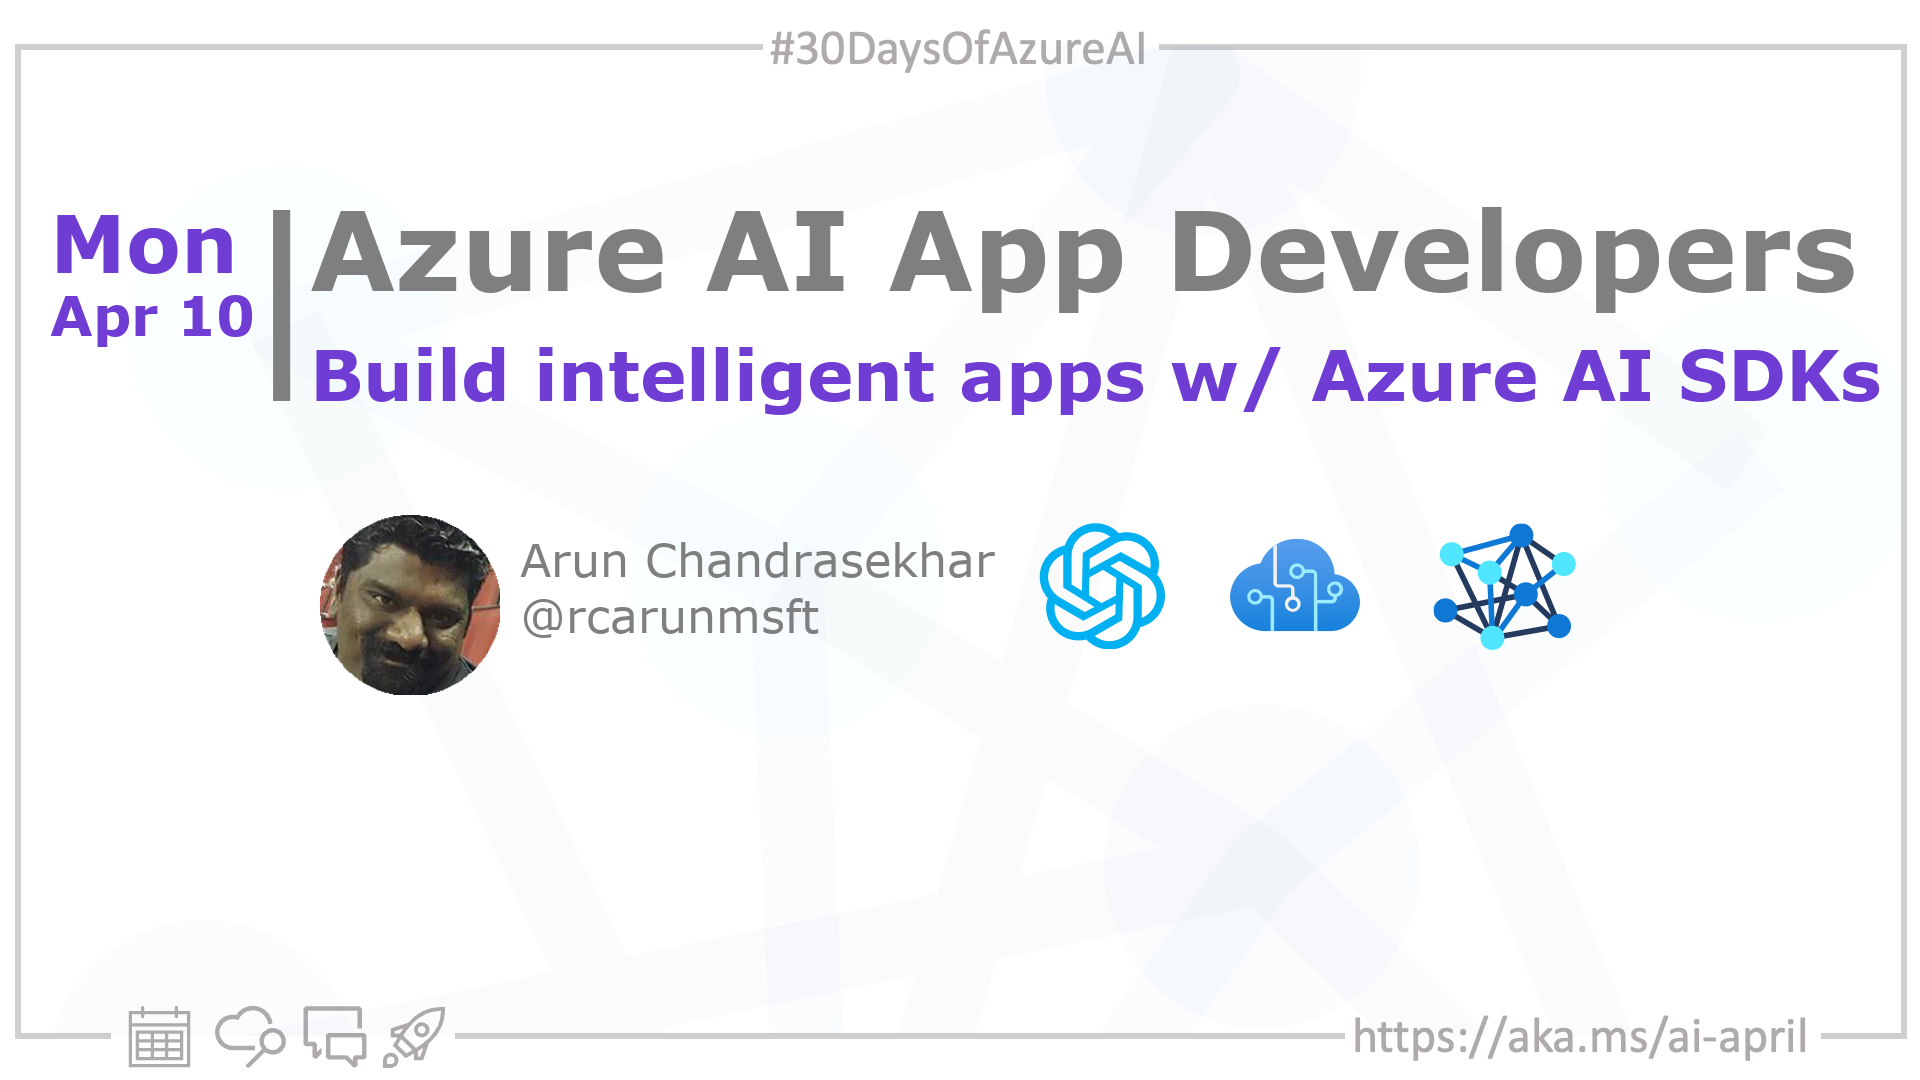 #30DaysOfAzureAI
Mon
Apr 10
Azure AI App Developers
Build intelligent apps w/ Azure AI SDKs
Arun Chandrasekhar
@rcarunmsft
https://aka.ms/ai-april